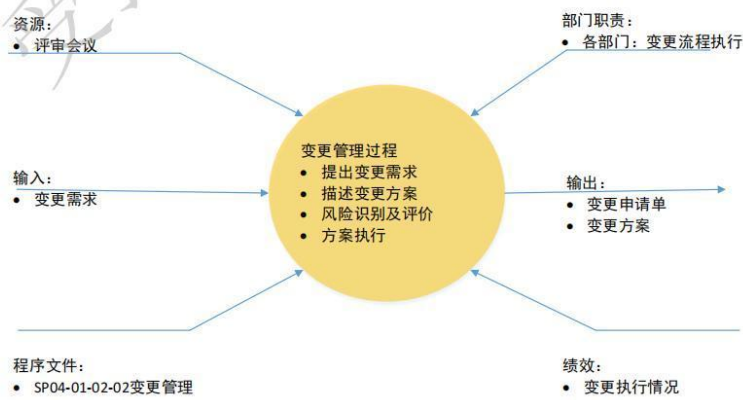 资源：
• 评审会议
部门职责：
• 各部门：变更流程执行
变更管理过程
• 提出变更需求
• 描述变更方案
• 风险识别及评价
• 方案执行
输入：
• 变更需求
输出：
• 变更申请单
• 变更方案
程序文件：
• SP04-01-02-02变更管理
绩效：
• 变更执行情况